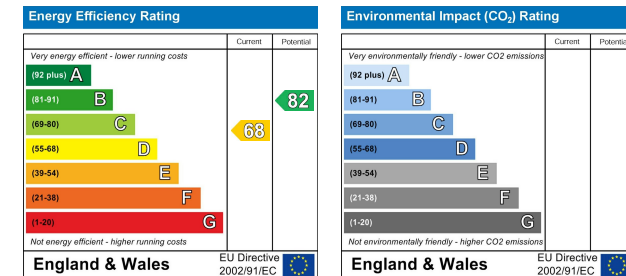 Energy Efficiency Rating
Current Potential
Very energy efficient - lower running costs
(92 plus) A
(81-91) B
82
(69-80) C
68
(55-68) D
(39-54) E
(21-38) F
(1-20) G
Not energy efficient - higher running costs
England & Wales
EU Directive
2002/91/EC
Environmental Impact (CO₂) Rating
Current Potential
Very environmentally friendly - lower CO2 emissions
(92 plus) A
(81-91) B
(69-80) C
(55-68) D
(39-54) E
(21-38) F
(1-20) G
Not environmentally friendly - higher CO2 emissions
England & Wales
EU Directive
2002/91/EC